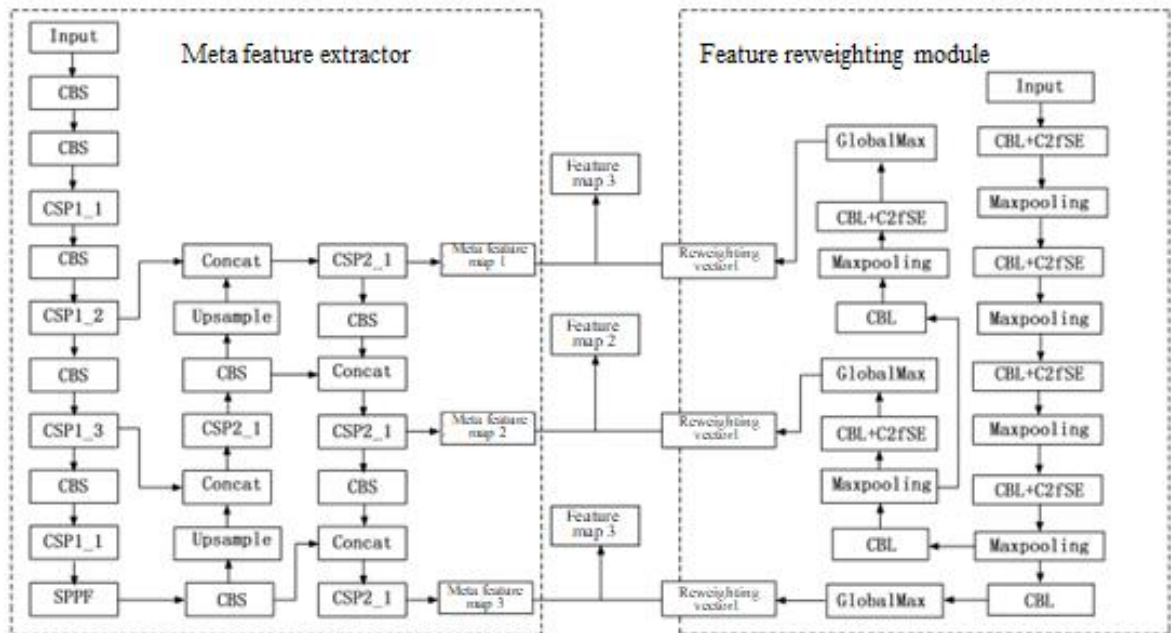 Meta feature extractor
Input
CBS
CBS
CSP1_1
CBS
CSP1_2
CBS
CSP1_3
CBS
CSP1_1
SPPF
Concat
Upsample
CBS
CSP2_1
Concat
Upsample
CBS
CSP2_1
CBS
Concat
CSP2_1
CBS
Concat
CSP2_1
Meta feature
map 1
Meta feature
map 2
Meta feature
map 3
Feature
map 3
Feature
map 2
Feature
map 3
Reweighting
vector1
Reweighting
vector1
Reweighting
vector1
Feature reweighting module
GlobalMax
CBL+C2fSE
Maxpooling
CBL
GlobalMax
CBL+C2fSE
Maxpooling
CBL
GlobalMax
Input
CBL+C2fSE
Maxpooling
CBL+C2fSE
Maxpooling
CBL+C2fSE
Maxpooling
CBL+C2fSE
Maxpooling
CBL